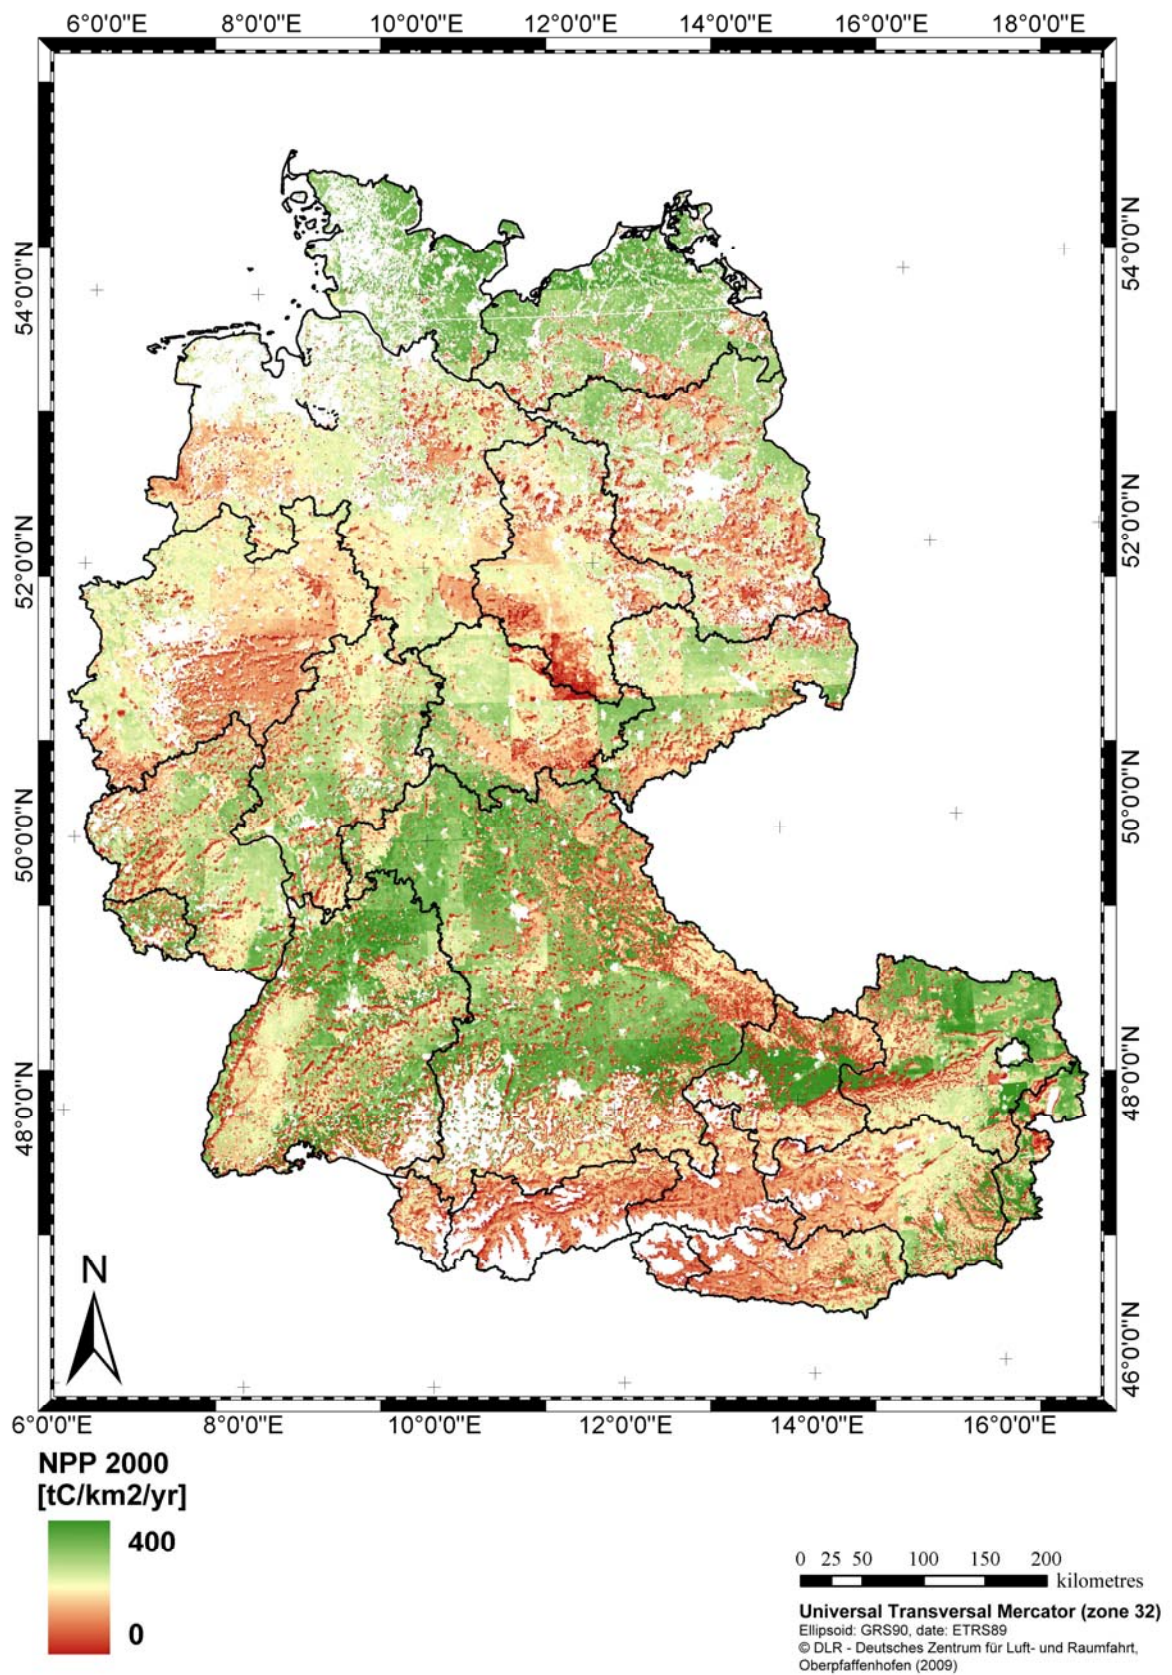 6°0'0"E 8°0'0"E 10°0'0"E 12°0'0"E 14°0'0"E 16°0'0"E 18°0'0"E
54°0'0"N
54°0'0"N
52°0'0"N
52°0'0"N
50°0'0"N
50°0'0"N
48°0'0"N
48°0'0"N
46°0'0"N
N
6°0'0"E 8°0'0"E 10°0'0"E 12°0'0"E 14°0'0"E 16°0'0"E
NPP 2000
[tC/km2/yr]
400
0
0 25 50 100 150 200
kilometres
Universal Transversal Mercator (zone 32)
Ellipsoid: GRS90, date: ETRS89
© DLR - Deutsches Zentrum für Luft- und Raumfahrt,
Oberpfaffenhofen (2009)